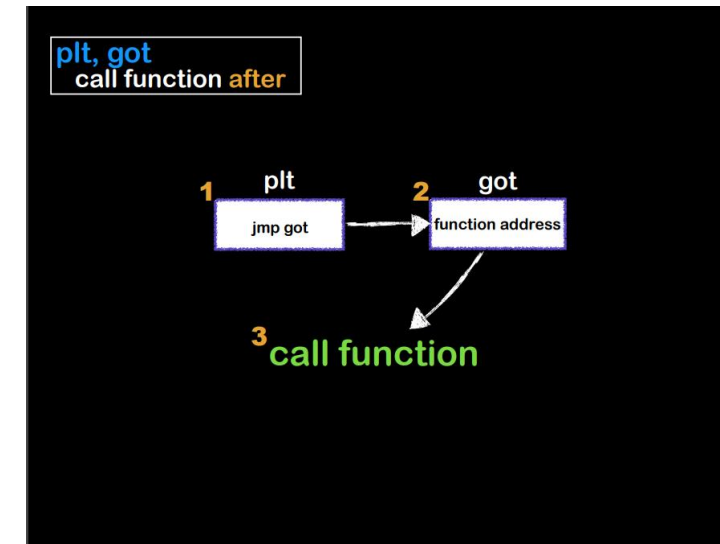 plt, got
call function after
1
plt
2
got
jmp got
function address
3
call function